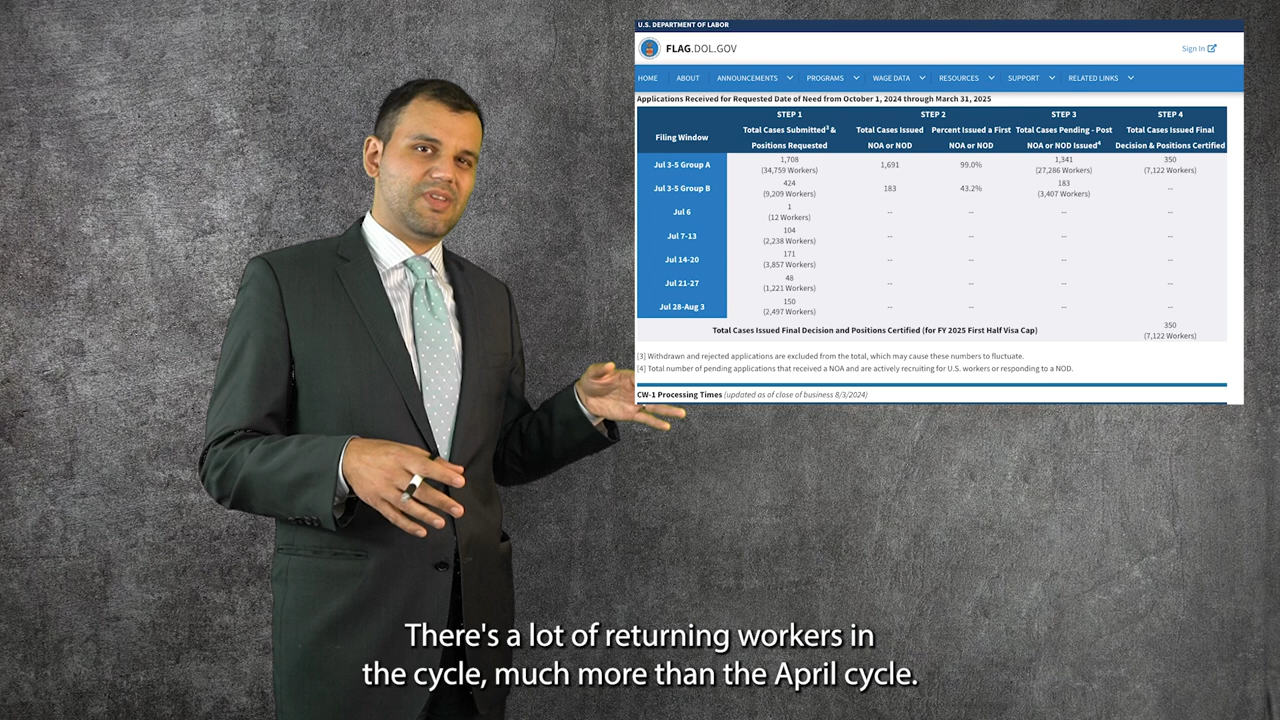 U.S. DEPARTMENT OF LABOR
FLAG.DOL.GOV
Sign In
HOME ABOUT ANNOUNCEMENTS PROGRAMS WAGE DATA RESOURCES SUPPORT RELATED LINKS
Applications Received for Requested Date of Need from October 1, 2024 through March 31, 2025
STEP 1 STEP 2 STEP 3 STEP 4
Filing Window Total Cases Submitted³ & Positions Requested Total Cases Issued NOA or NOD Percent Issued a First NOA or NOD Total Cases Pending - Post NOA or NOD Issued⁴ Total Cases Issued Final Decision & Positions Certified
Jul 3-5 Group A 1,708 (34,759 Workers) 1,691 99.0% 1,341 (27,286 Workers) 350 (7,122 Workers)
Jul 3-5 Group B 424 (9,209 Workers) 183 43.2% 183 (3,407 Workers) --
Jul 6 1 (12 Workers) -- -- -- --
Jul 7-13 104 (2,238 Workers) -- -- -- --
Jul 14-20 171 (3,857 Workers) -- -- -- --
Jul 21-27 48 (1,221 Workers) -- -- -- --
Jul 28-Aug 3 150 (2,497 Workers) -- -- -- --
Total Cases Issued Final Decision and Positions Certified (for FY 2025 First Half Visa Cap) 350 (7,122 Workers)
[3] Withdrawn and rejected applications are excluded from the total, which may cause these numbers to fluctuate.
[4] Total number of pending applications that received a NOA and are actively recruiting for U.S. workers or responding to a NOD.
CW-1 Processing Times (updated as of close of business 8/3/2024)
There's a lot of returning workers in
the cycle, much more than the April cycle.